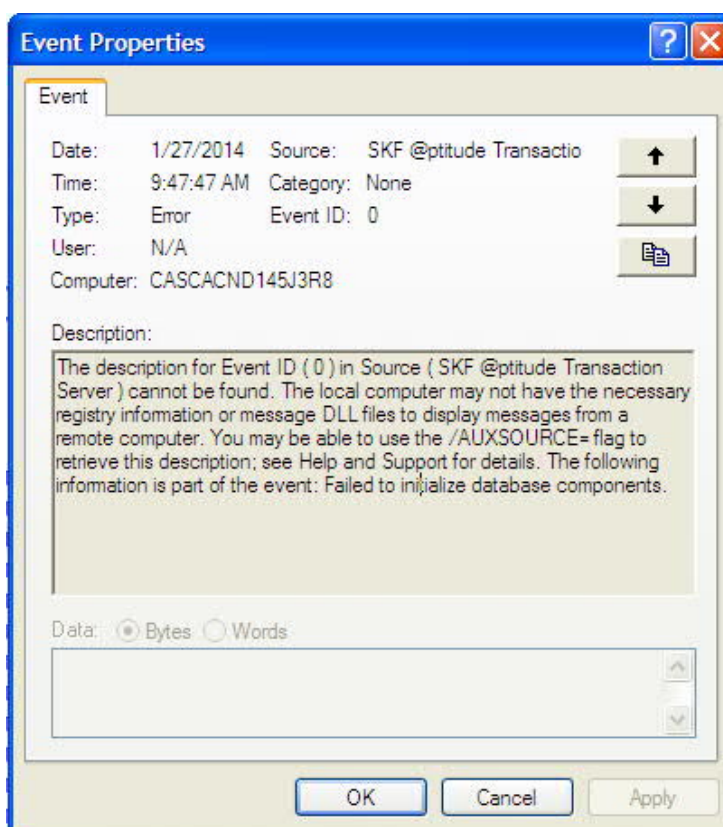 Event Properties
Event
Date: 1/27/2014 Source: SKF @ptitude Transactio
Time: 9:47:47 AM Category: None
Type: Error Event ID: 0
User: N/A
Computer: CASCACND145J3R8
Description:
The description for Event ID ( 0 ) in Source ( SKF @ptitude Transaction
Server ) cannot be found. The local computer may not have the necessary
registry information or message DLL files to display messages from a
remote computer. You may be able to use the /AUXSOURCE= flag to
retrieve this description; see Help and Support for details. The following
information is part of the event: Failed to initialize database components.
Data: Bytes Words
OK Cancel Apply